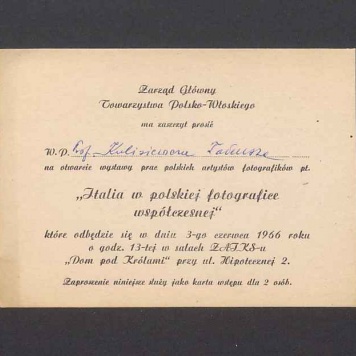 Zarząd Główny
Towarzystwa Polsko-Włoskiego
ma zaszczyt prosić
W.P. Prof. Kulisiewicza Tadeusza
na otwarcie wystawy prac polskich artystów fotografików pt.
„Italia w polskiej fotografice
współczesnej"
które odbędzie się w dniu 3-go czerwca 1966 roku
o godz. 13-tej w salach ZAIKS-u
„Dom pod Królami" przy ul. Hipotecznej 2.
Zaproszenie niniejsze służy jako karta wstępu dla 2 osób.